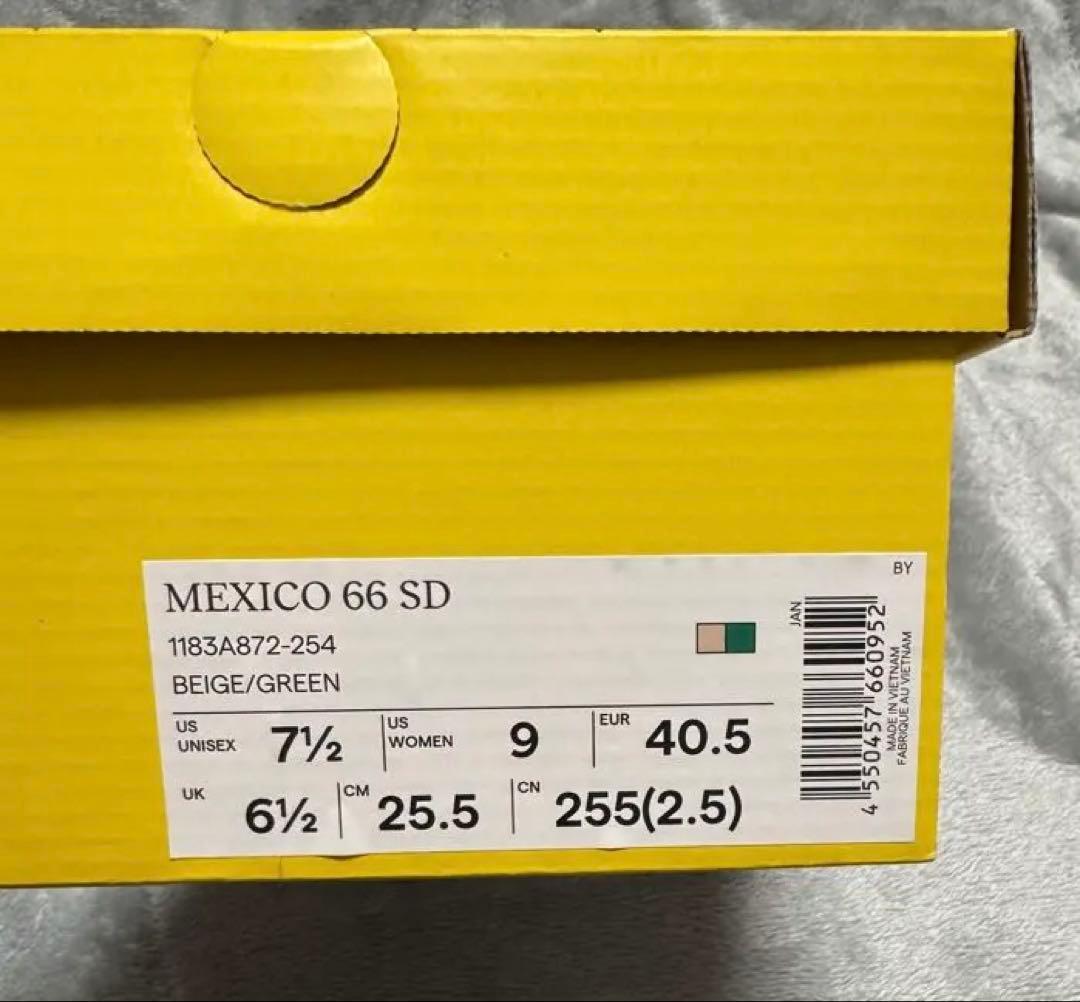 BY
MEXICO 66 SD
1183A872-254
BEIGE/GREEN
US UNISEX 7½
US WOMEN 9
EUR 40.5
UK 6½
CM 25.5
CN 255(2.5)
JAN
4 550457 660952
MADE IN VIETNAM
FABRIQUE AU VIETNAM